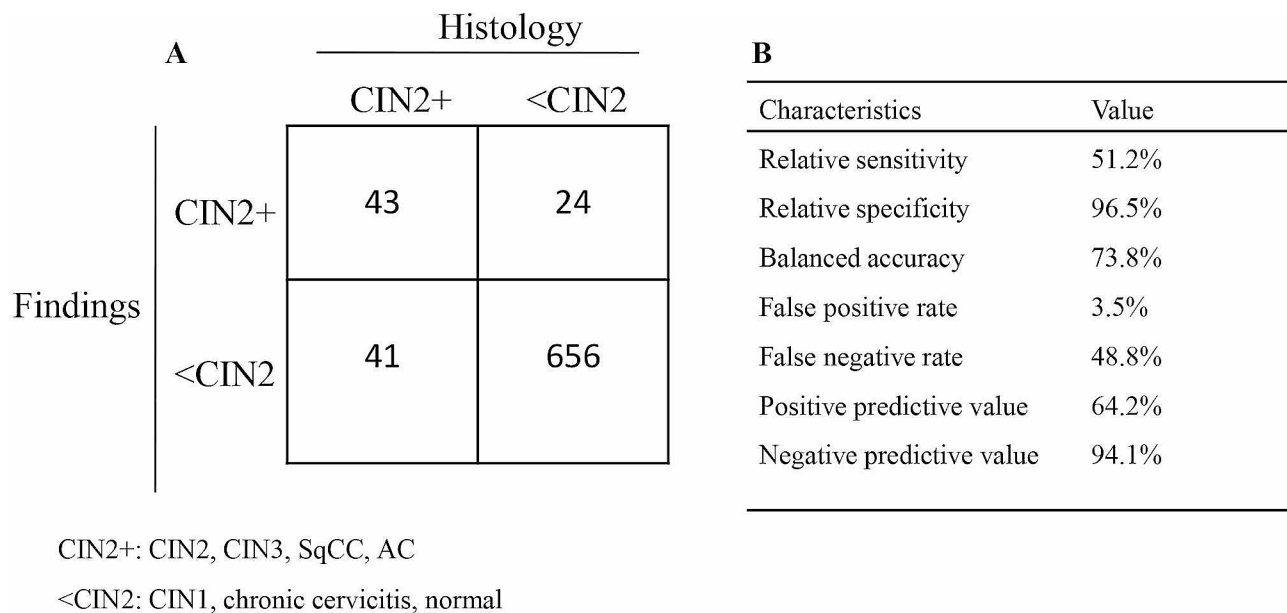 A
Histology
CIN2+ <CIN2
Findings
CIN2+ 43 24
<CIN2 41 656
CIN2+: CIN2, CIN3, SqCC, AC
<CIN2: CIN1, chronic cervicitis, normal
B
Characteristics Value
Relative sensitivity 51.2%
Relative specificity 96.5%
Balanced accuracy 73.8%
False positive rate 3.5%
False negative rate 48.8%
Positive predictive value 64.2%
Negative predictive value 94.1%